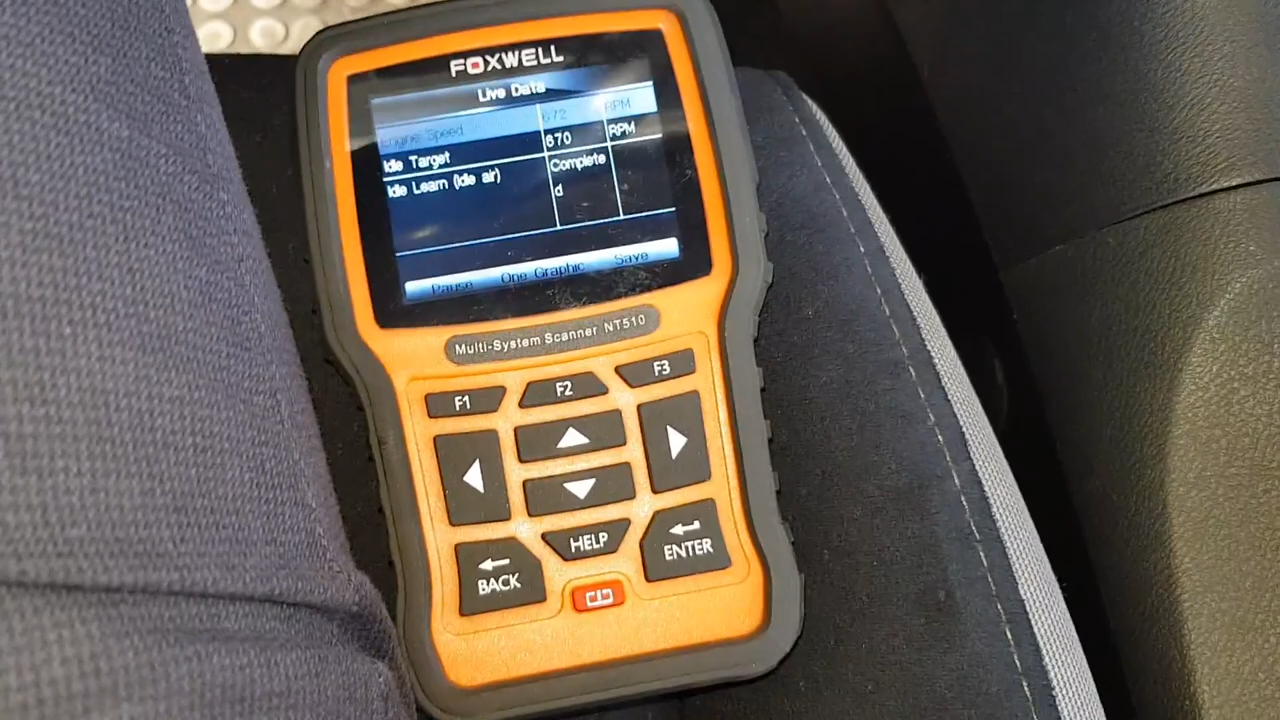 FOXWELL
Live Data
Engine Speed 672 RPM
Idle Target 670 RPM
Idle Learn (idle air) Complete
d
Pause One Graphic Save
Multi-System Scanner NT510
F1 F2 F3
HELP
BACK ENTER